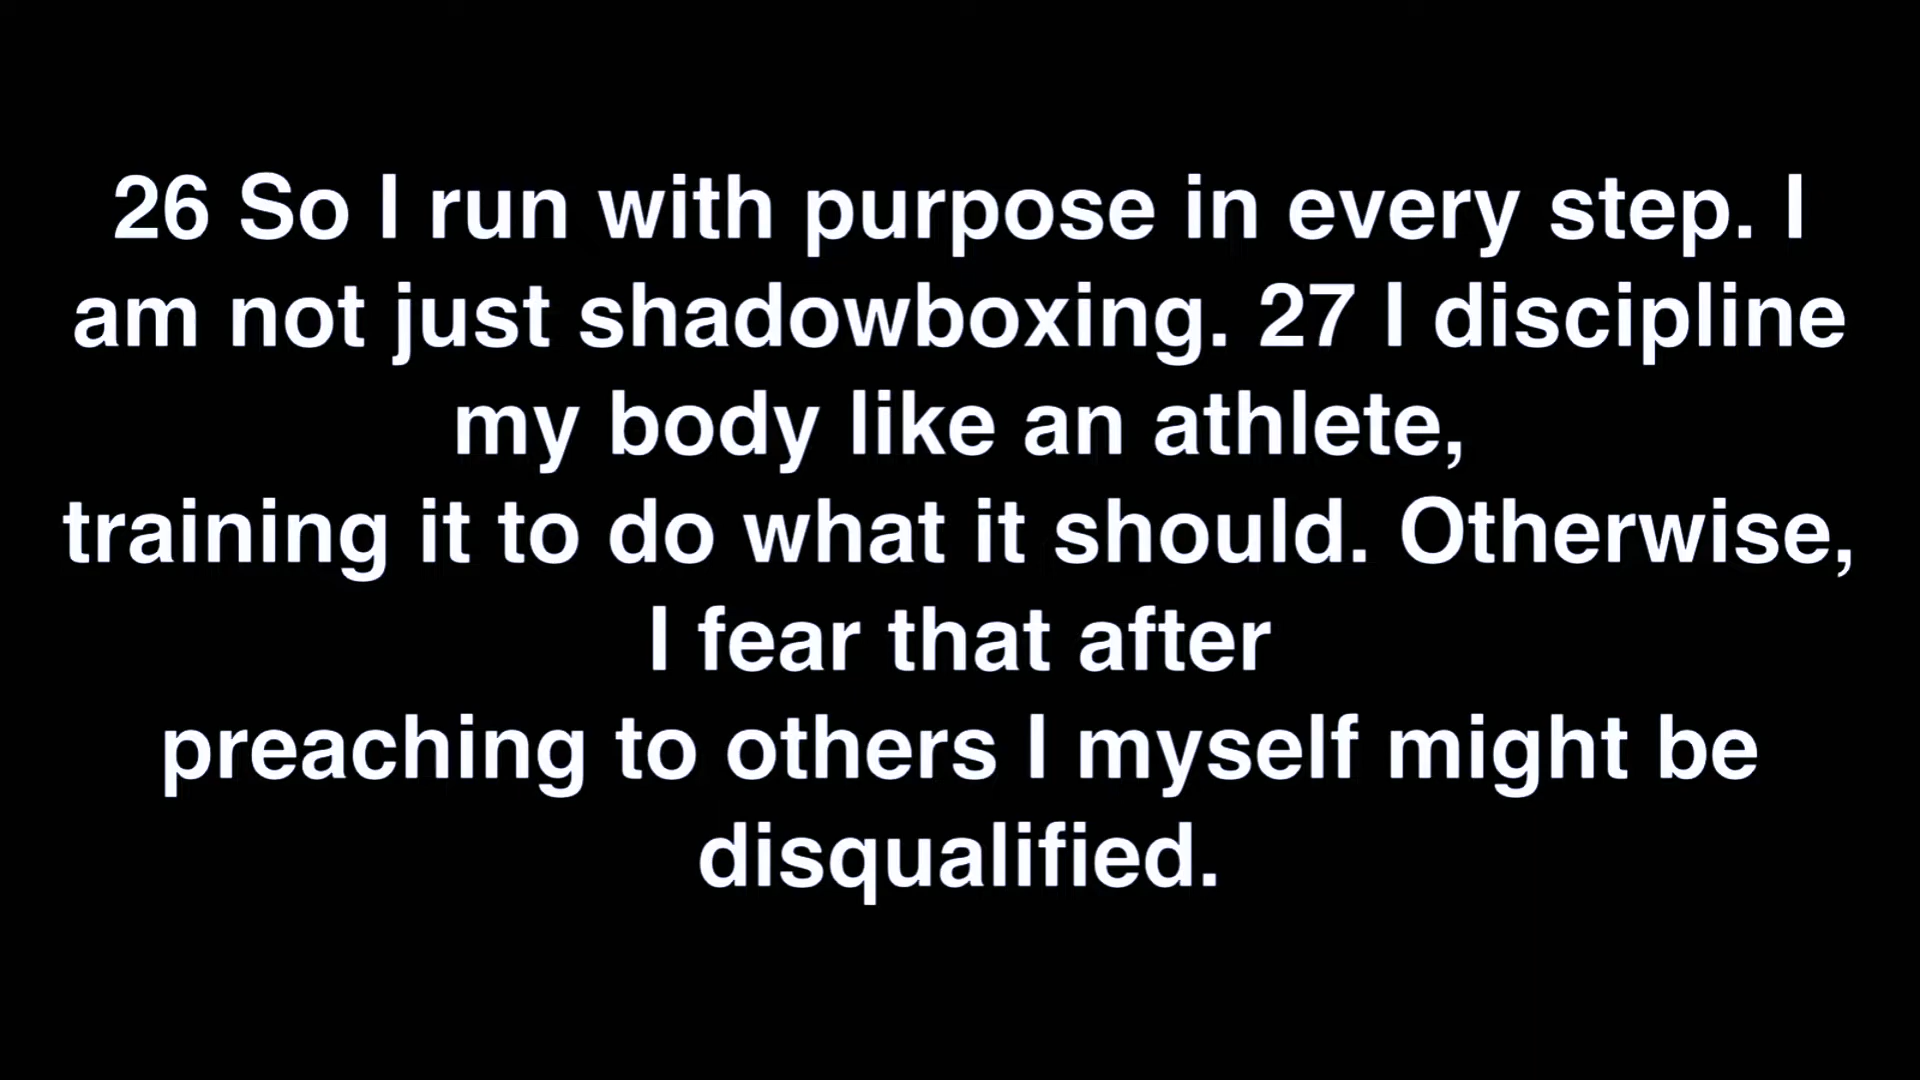 26 So I run with purpose in every step. I
am not just shadowboxing. 27 I discipline
my body like an athlete,
training it to do what it should. Otherwise,
I fear that after
preaching to others I myself might be
disqualified.